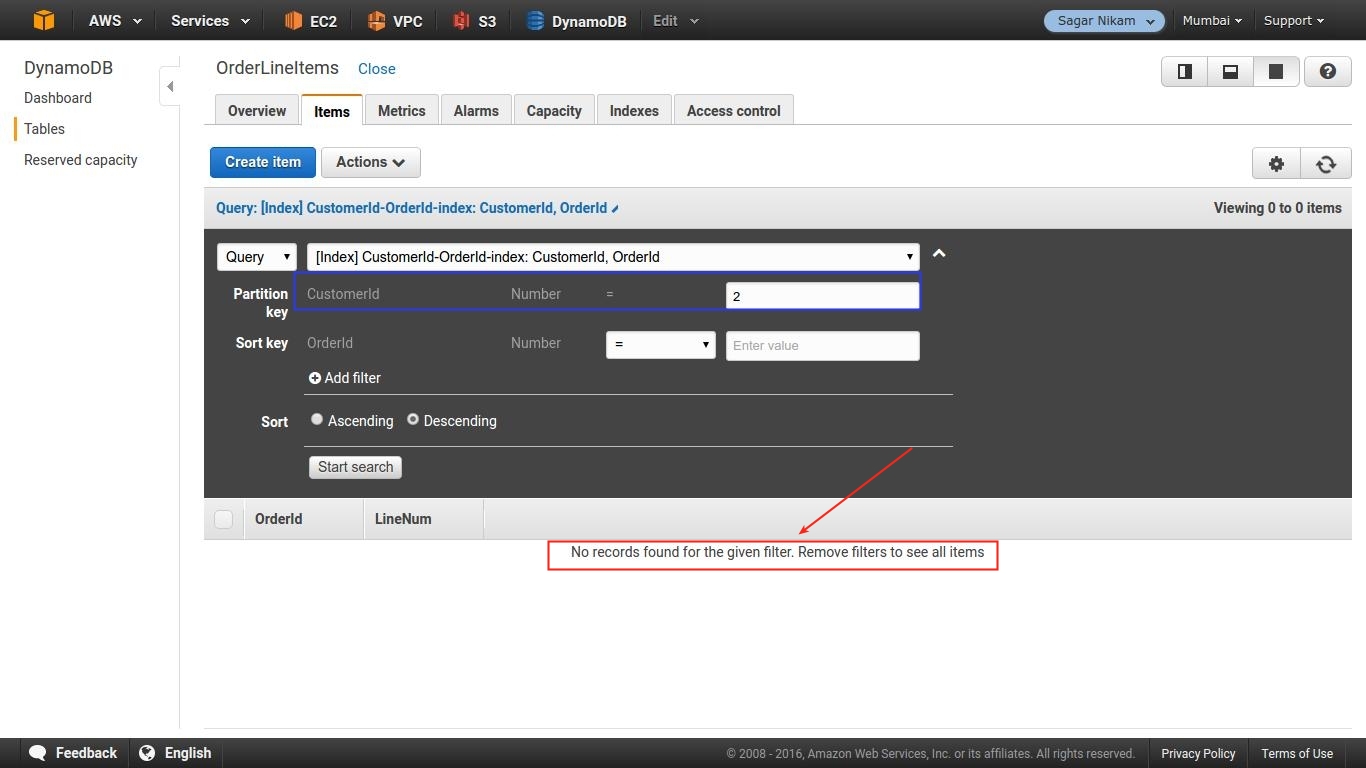 AWS Services EC2 VPC S3 DynamoDB Edit Sagar Nikam Mumbai Support
DynamoDB
Dashboard
Tables
Reserved capacity
OrderLineItems Close
Overview Items Metrics Alarms Capacity Indexes Access control
Create item Actions
Query: [Index] CustomerId-OrderId-index: CustomerId, OrderId Viewing 0 to 0 items
Query [Index] CustomerId-OrderId-index: CustomerId, OrderId
Partition key CustomerId Number = 2
Sort key OrderId Number = Enter value
Add filter
Sort Ascending Descending
Start search
OrderId LineNum
No records found for the given filter. Remove filters to see all items
Feedback English © 2008 - 2016, Amazon Web Services, Inc. or its affiliates. All rights reserved. Privacy Policy Terms of Use